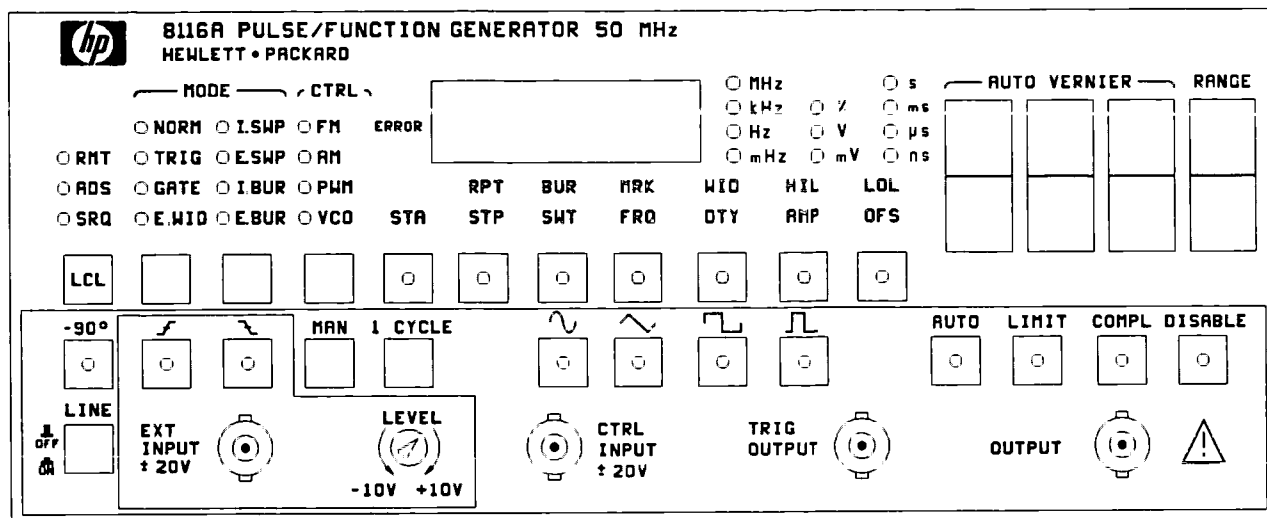 hp
8116A PULSE/FUNCTION GENERATOR 50 MHz
HEWLETT•PACKARD
MODE CTRL
AUTO VERNIER RANGE
MHz s
kHz % ms
Hz V µs
mHz mV ns
NORM I.SWP FM ERROR
RMT TRIG E.SWP AM
ADS GATE I.BUR PWM
SRQ E.WID E.BUR VCO
RPT BUR MRK WID HIL LOL
STA STP SWT FRQ DTY AMP OFS
LCL
-90° MAN 1 CYCLE
AUTO LIMIT COMPL DISABLE
LINE
OFF
ON
EXT
INPUT
± 20V
LEVEL
-10V +10V
CTRL
INPUT
± 20V
TRIG
OUTPUT
OUTPUT